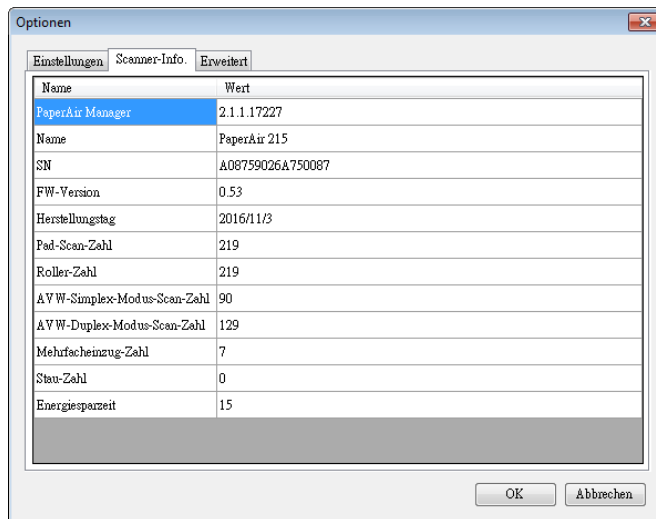 Optionen
Einstellungen Scanner-Info. Erweitert
Name Wert
PaperAir Manager 2.1.1.17227
Name PaperAir 215
SN A08759026A750087
FW-Version 0.53
Herstellungstag 2016/11/3
Pad-Scan-Zahl 219
Roller-Zahl 219
AVW-Simplex-Modus-Scan-Zahl 90
AVW-Duplex-Modus-Scan-Zahl 129
Mehrfacheinzug-Zahl 7
Stau-Zahl 0
Energiesparzeit 15
OK Abbrechen